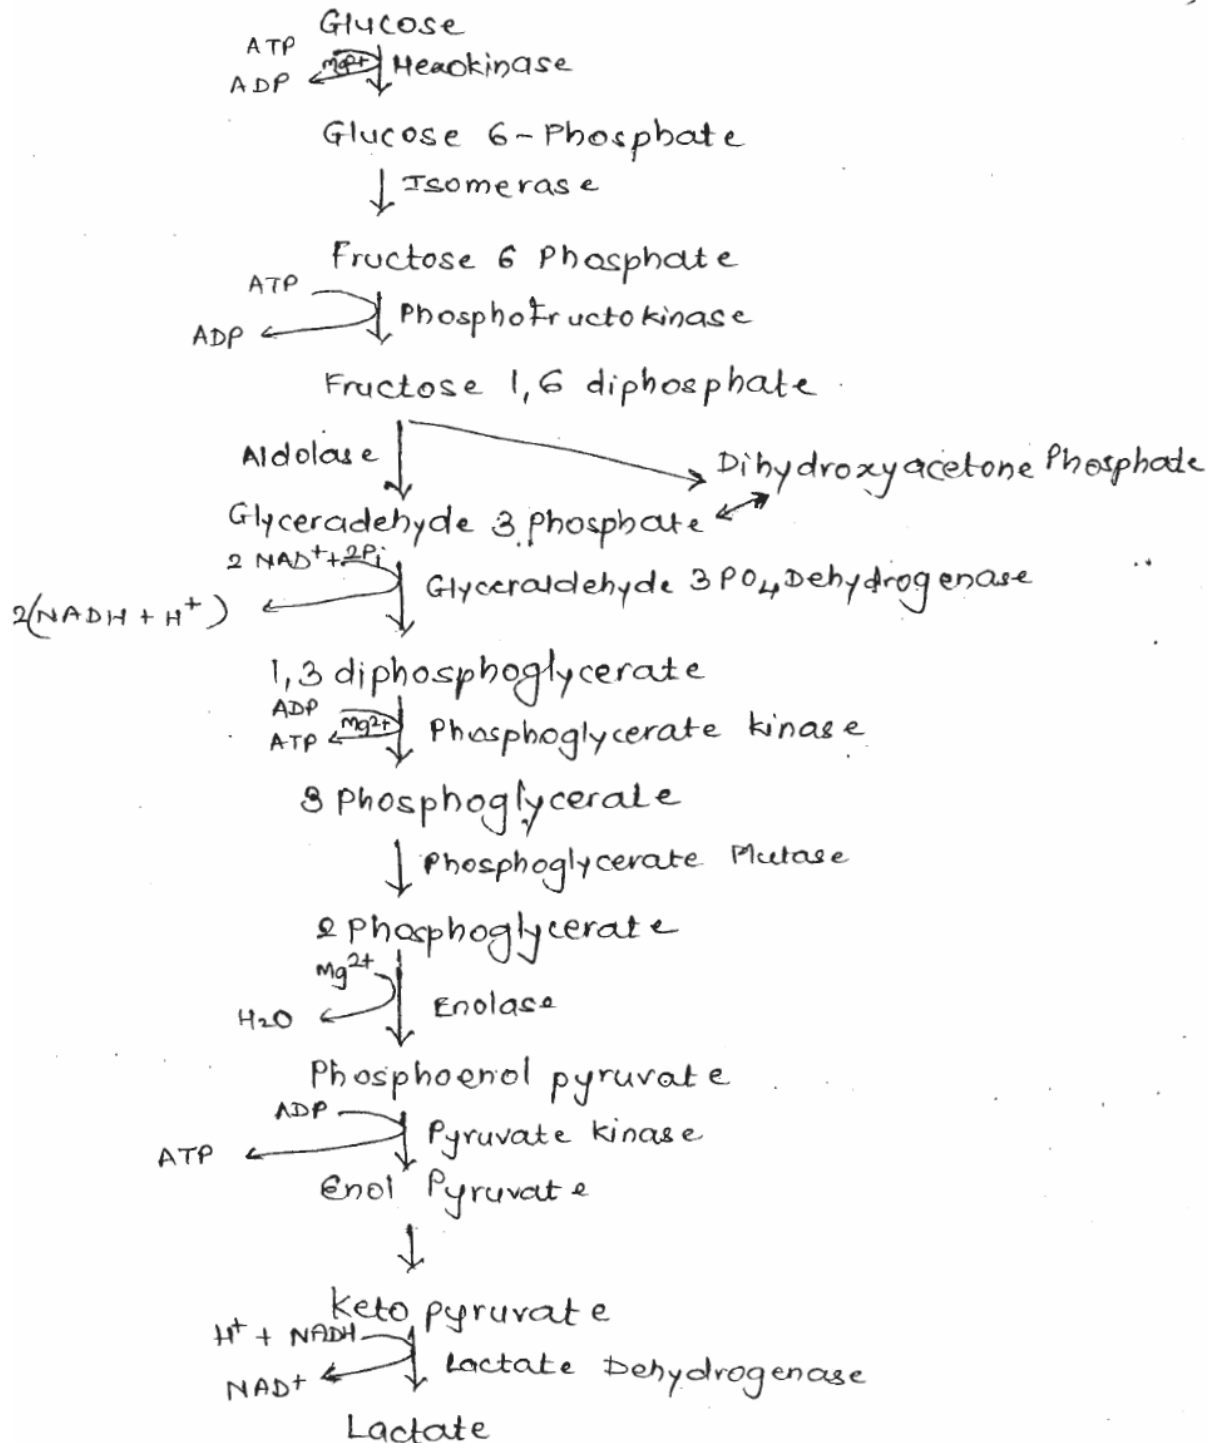 Glucose
ATP
Mg2+
Hexokinase
ADP
Glucose 6-Phosphate
Isomerase
Fructose 6 Phosphate
ATP
Phosphofructokinase
ADP
Fructose 1,6 diphosphate
Aldolase
Dihydroxyacetone Phosphate
Glyceradehyde 3 Phosphate
2 NAD+ + 2Pi
Glyceraldehyde 3 PO4 Dehydrogenase
2(NADH + H+)
1,3 diphosphoglycerate
ADP
Mg2+
Phosphoglycerate kinase
ATP
3 Phosphoglycerate
Phosphoglycerate Mutase
2 Phosphoglycerate
Mg2+
Enolase
H2O
Phosphoenol pyruvate
ADP
Pyruvate kinase
ATP
Enol Pyruvate
Keto pyruvate
H+ + NADH
Lactate Dehydrogenase
NAD+
Lactate